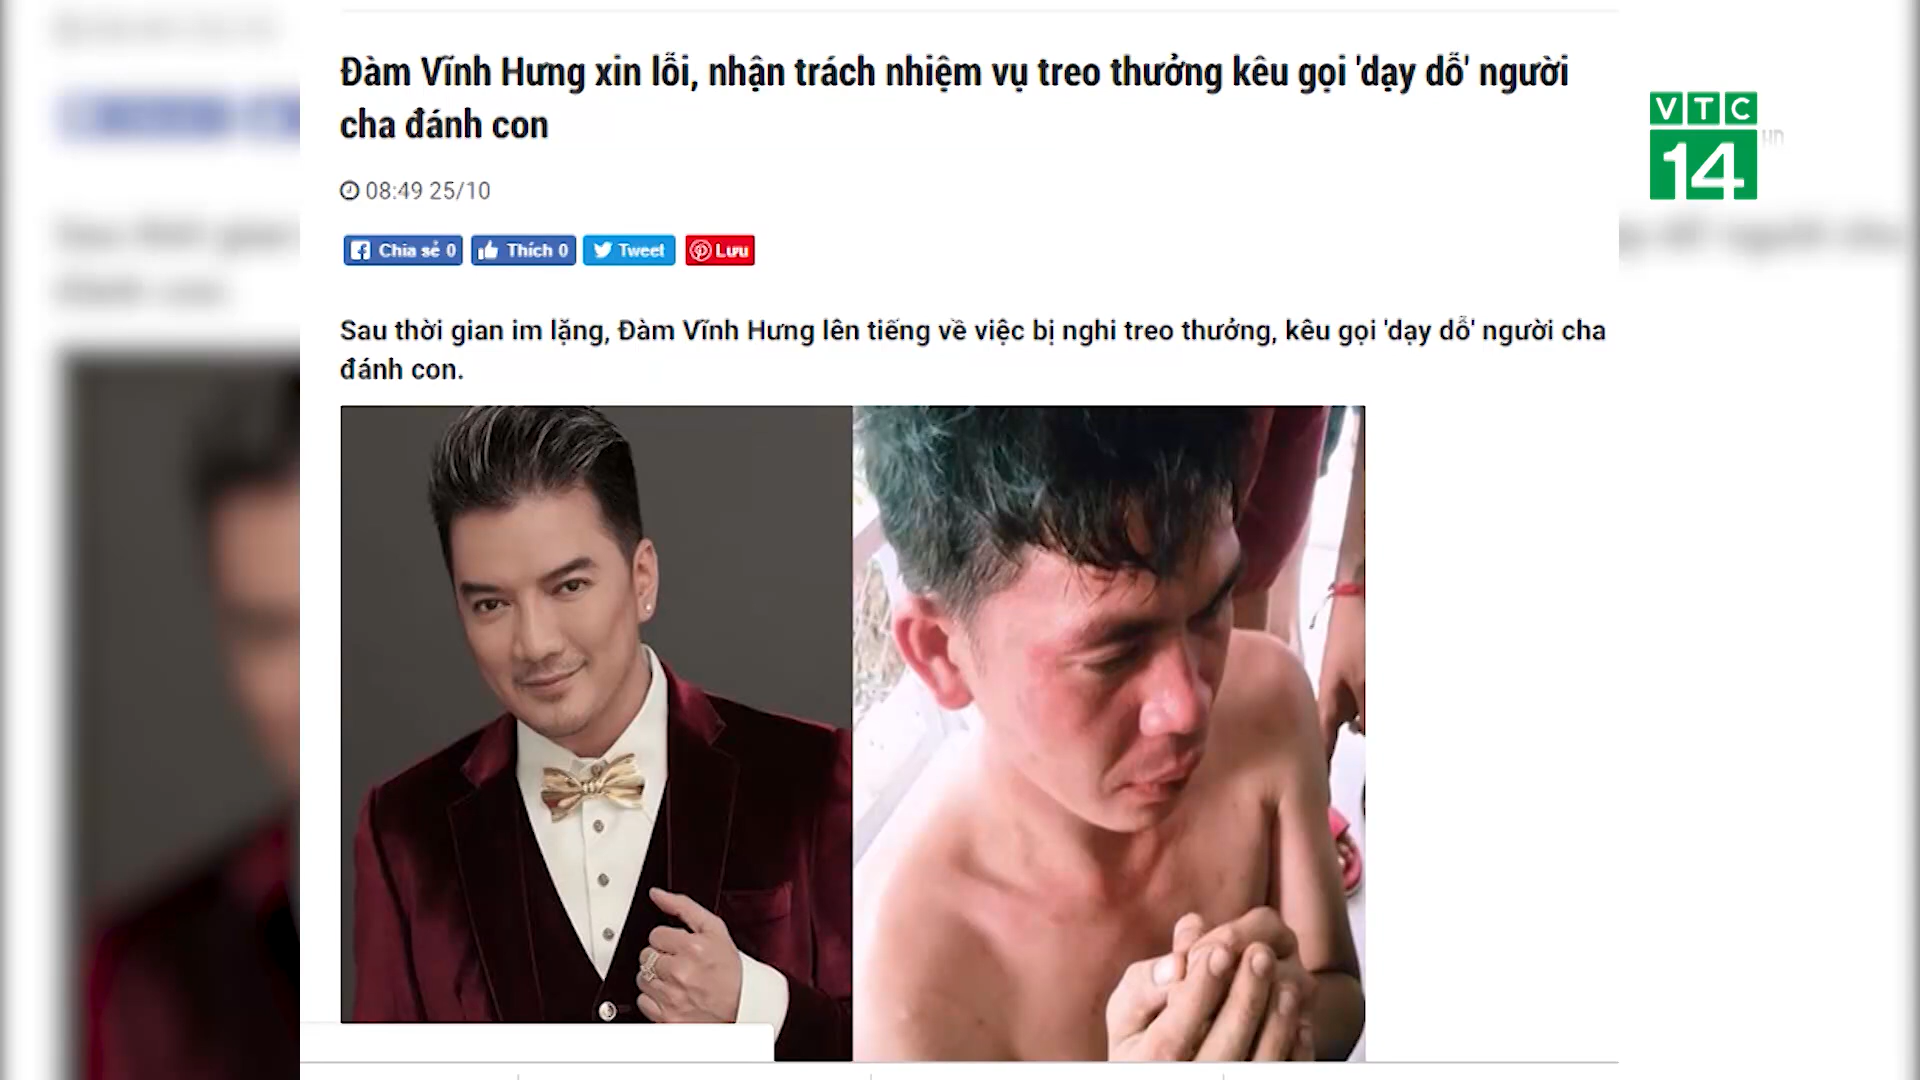 Đàm Vĩnh Hưng xin lỗi, nhận trách nhiệm vụ treo thưởng kêu gọi 'dạy dỗ' người
cha đánh con
VTC
14
08:49 25/10
Chia sẻ 0
Thích 0
Tweet
Lưu
Sau thời gian im lặng, Đàm Vĩnh Hưng lên tiếng về việc bị nghi treo thưởng, kêu gọi 'dạy dỗ' người cha
đánh con.